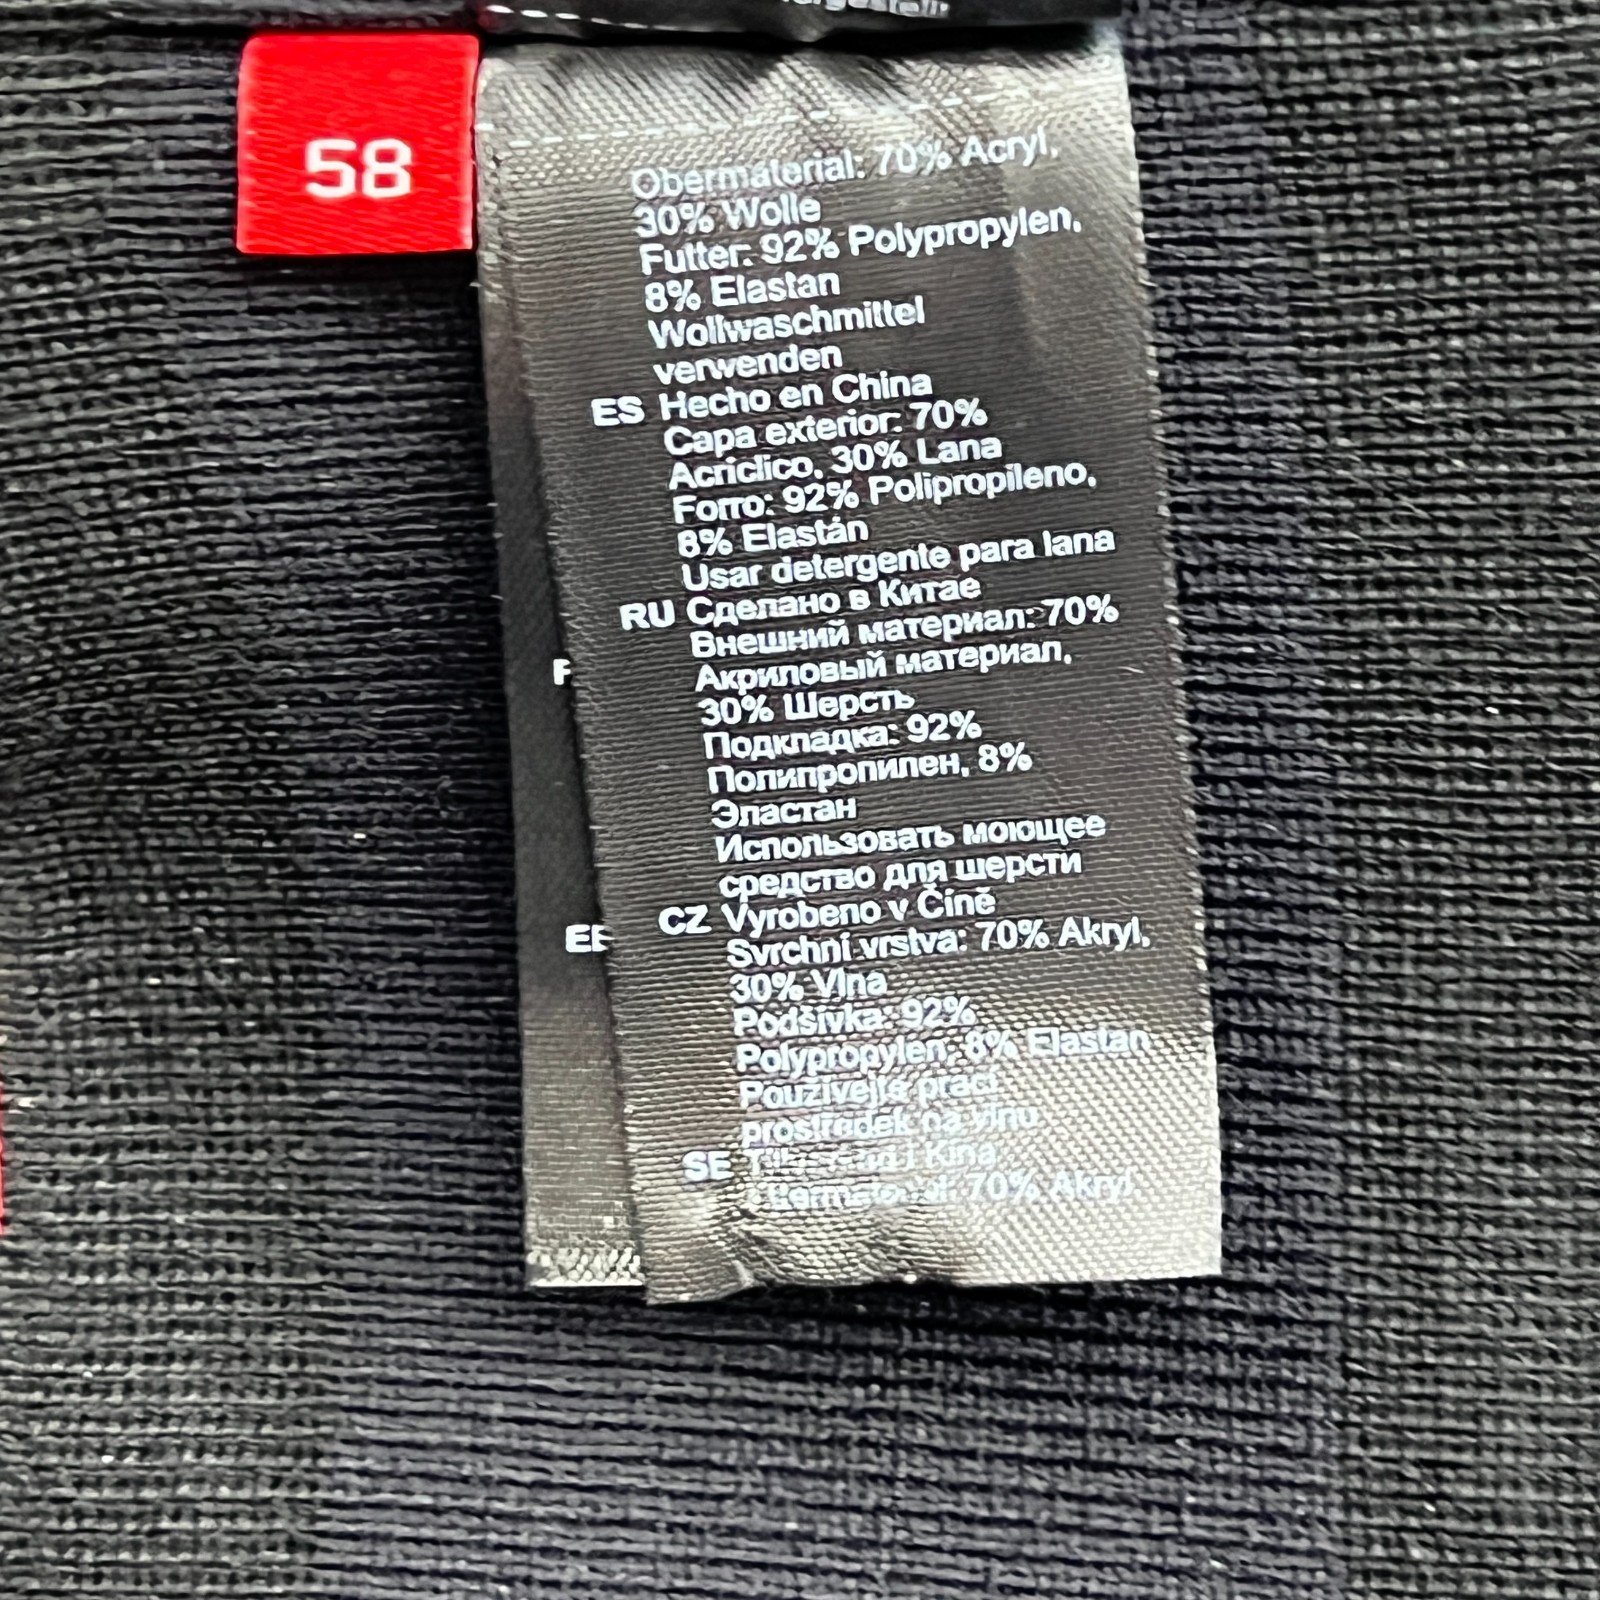 58
Obermaterial: 70% Acryl,
30% Wolle
Futter: 92% Polypropylen,
8% Elastan
Wollwaschmittel
verwenden
ES Hecho en China
Capa exterior: 70%
Acriclico, 30% Lana
Forro: 92% Polipropileno,
8% Elastán
Usar detergente para lana
RU Сделано в Китае
Внешний материал: 70%
Акриловый материал,
30% Шерсть
Подкладка: 92%
Полипропилен, 8%
Эластан
Использовать моющее
средство для шерсти
CZ Vyrobeno v Číně
Svrchní vrstva: 70% Akryl,
30% Vlna
Podšívka: 92%
Polypropylen, 8% Elastan
Používejte prací
prostředek na vlnu
SE i Kina
70% Akryl,